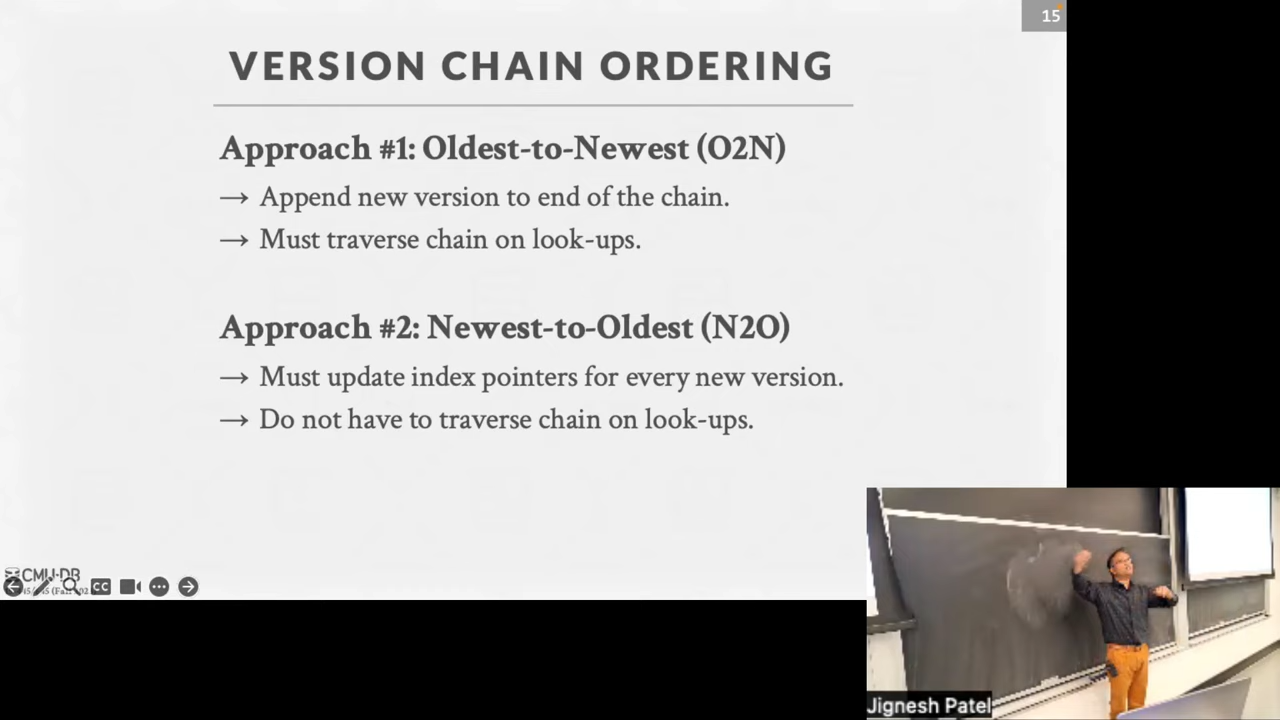 15
VERSION CHAIN ORDERING
Approach #1: Oldest-to-Newest (O2N)
→ Append new version to end of the chain.
→ Must traverse chain on look-ups.
Approach #2: Newest-to-Oldest (N2O)
→ Must update index pointers for every new version.
→ Do not have to traverse chain on look-ups.
CMU-DB
CC
Jignesh Patel